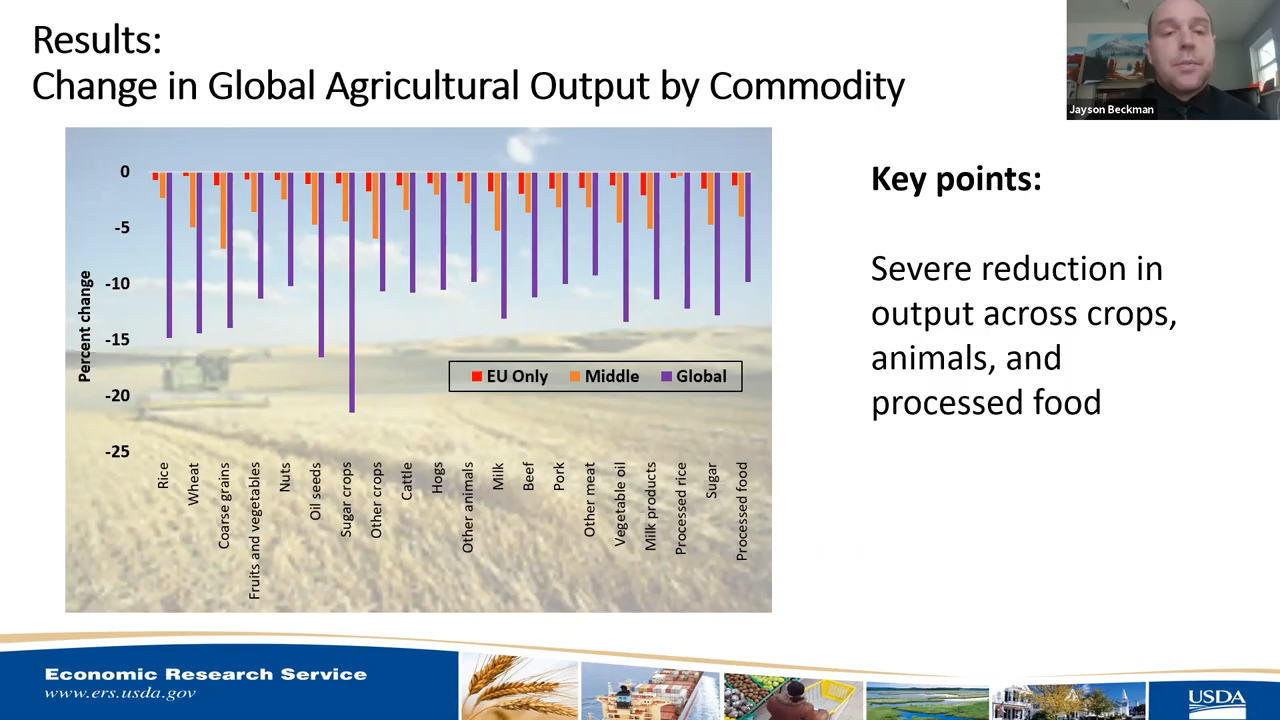 Results:
Change in Global Agricultural Output by Commodity
Jayson Beckman
Key points:
Severe reduction in
output across crops,
animals, and
processed food
Percent change
0
-5
-10
-15
-20
-25
EU Only
Middle
Global
Rice
Wheat
Coarse grains
Fruits and vegetables
Nuts
Oil seeds
Sugar crops
Other crops
Cattle
Hogs
Other animals
Milk
Beef
Pork
Other meat
Vegetable oil
Milk products
Processed rice
Sugar
Processed food
Economic Research Service
www.ers.usda.gov
USDA